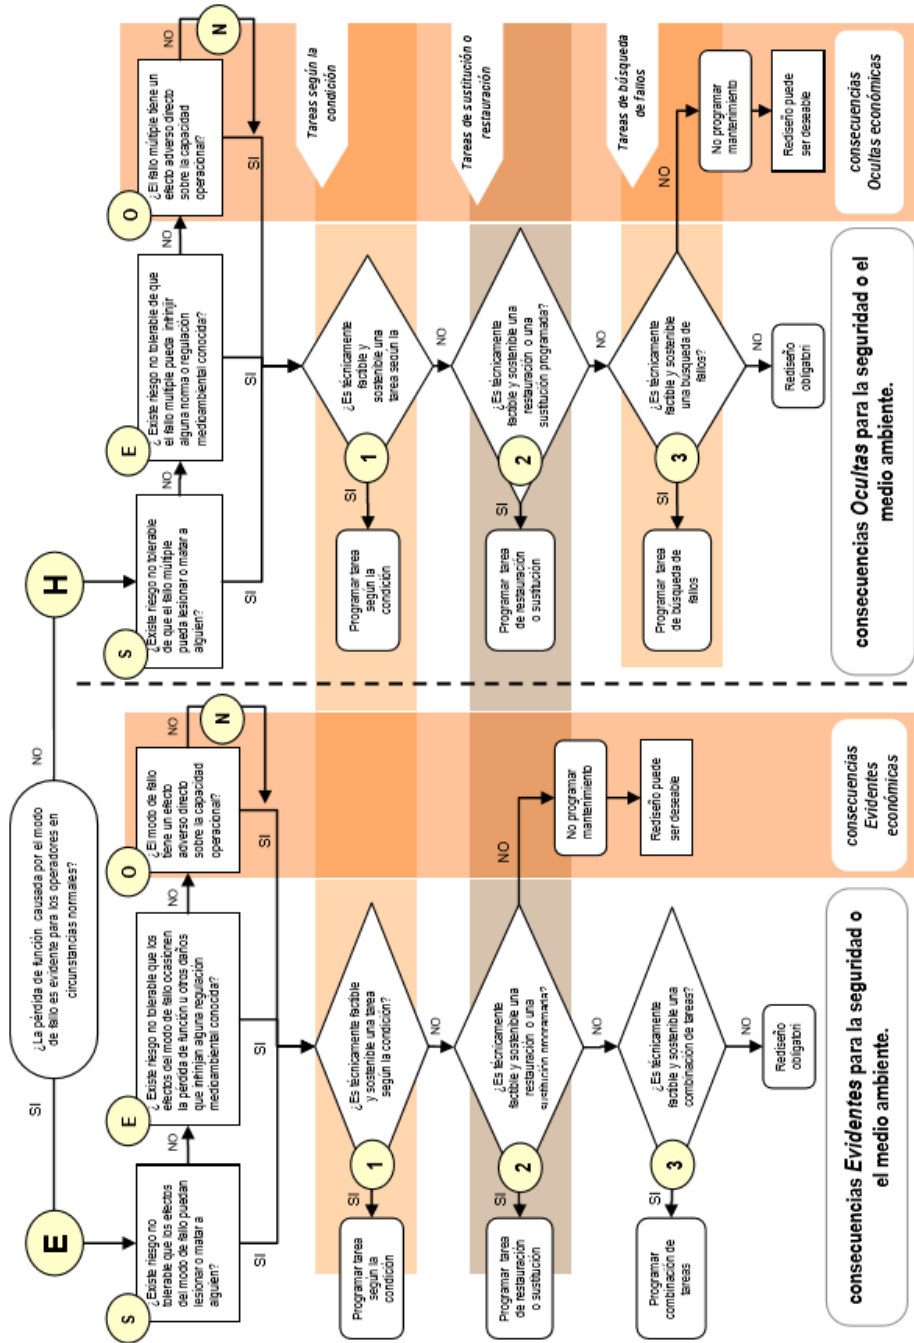 ¿La pérdida de función causada por el modo
de fallo es evidente para los operadores en
circunstancias normales?
SI
NO
E
H
S
¿Existe riesgo no
tolerable que los efectos
del modo de fallo puedan
lesionar o matar a
alguien?
NO
SI
E
¿Existe riesgo no tolerable que los
efectos del modo de fallo ocasionen
la pérdida de función u otros daños
que infrinjan alguna regulación
medioambiental conocida?
NO
SI
O
¿El modo de fallo
tiene un efecto
adverso directo
sobre la capacidad
operacional?
NO
N
SI
S
¿Existe riesgo no tolerable
de que el fallo múltiple
pueda lesionar o matar a
alguien?
NO
SI
E
¿Existe riesgo no tolerable de que
el fallo múltiple pueda infrinjir
alguna norma o regulación
medioambiental conocida?
NO
SI
O
¿El fallo múltiple tiene un
efecto adverso directo
sobre la capacidad
operacional?
NO
N
SI
Tareas según la
condición
¿Es técnicamente factible
y sostenible una tarea
según la condición?
1
SI
NO
Programar tarea
según la
condición
¿Es técnicamente
factible y
sostenible una
tarea según la
1
SI
NO
Programar tarea
según la
condición
Tareas de sustitución o
restauración
¿Es técnicamente
factible y sostenible una
restauración o una
sustitución programada?
2
SI
NO
NO
Programar tarea
de restauración
o sustitución
No programar
mantenimiento
Rediseño puede
ser deseable
¿Es técnicamente
factible y sostenible una
restauración o una
sustitución programada?
2
SI
NO
Programar tarea
de restauración
o sustitución
Tareas de búsqueda
de fallos
¿Es técnicamente
factible y sostenible una
combinación de tareas?
3
SI
NO
Programar
combinación de
tareas
Rediseño
obligatori
¿Es técnicamente
factible y sostenible
una búsqueda de
fallos?
3
SI
NO
NO
Programar tarea
de búsqueda de
fallos
No programar
mantenimiento
Rediseño puede
ser deseable
Rediseño
obligatori
consecuencias Evidentes para la seguridad o
el medio ambiente.
consecuencias
Evidentes
económicas
consecuencias Ocultas para la seguridad o el
medio ambiente.
consecuencias
Ocultas económicas